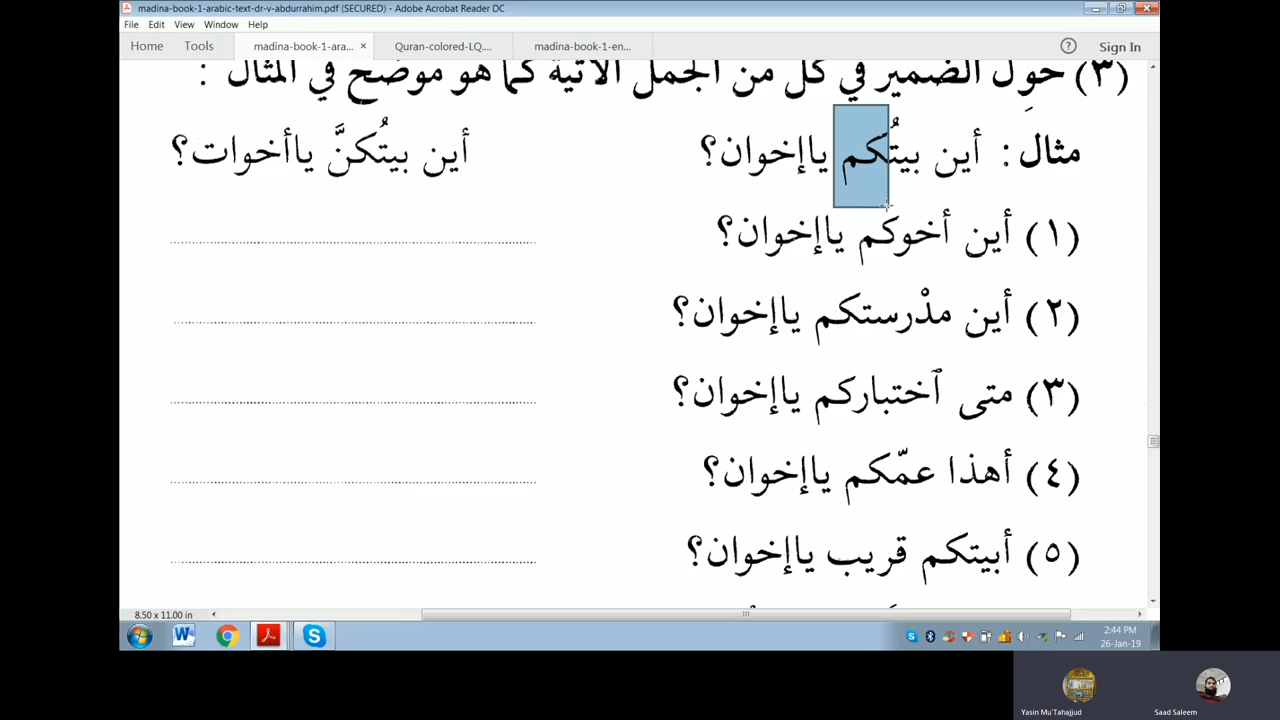 madina-book-1-arabic-text-dr-v-abdurrahim.pdf (SECURED) - Adobe Acrobat Reader DC
File Edit View Window Help
Home Tools madina-book-1-ara... × Quran-colored-LQ.... madina-book-1-en... ? Sign In
(٣) حوِل الضمير في كل من الجمل الآتية كما هو موضح في المثال :
مثال : أين بيتُكم ياإخوان؟ أين بيتُكنَّ ياأخوات؟
(١) أين أخوكم ياإخوان؟
(٢) أين مدْرستكم ياإخوان؟
(٣) متى ٱختباركم ياإخوان؟
(٤) أهذا عمّكم ياإخوان؟
(٥) أبيتكم قريب ياإخوان؟
8.50 x 11.00 in
2:44 PM
26-Jan-19
Yasin Mu'Tahajjud Saad Saleem